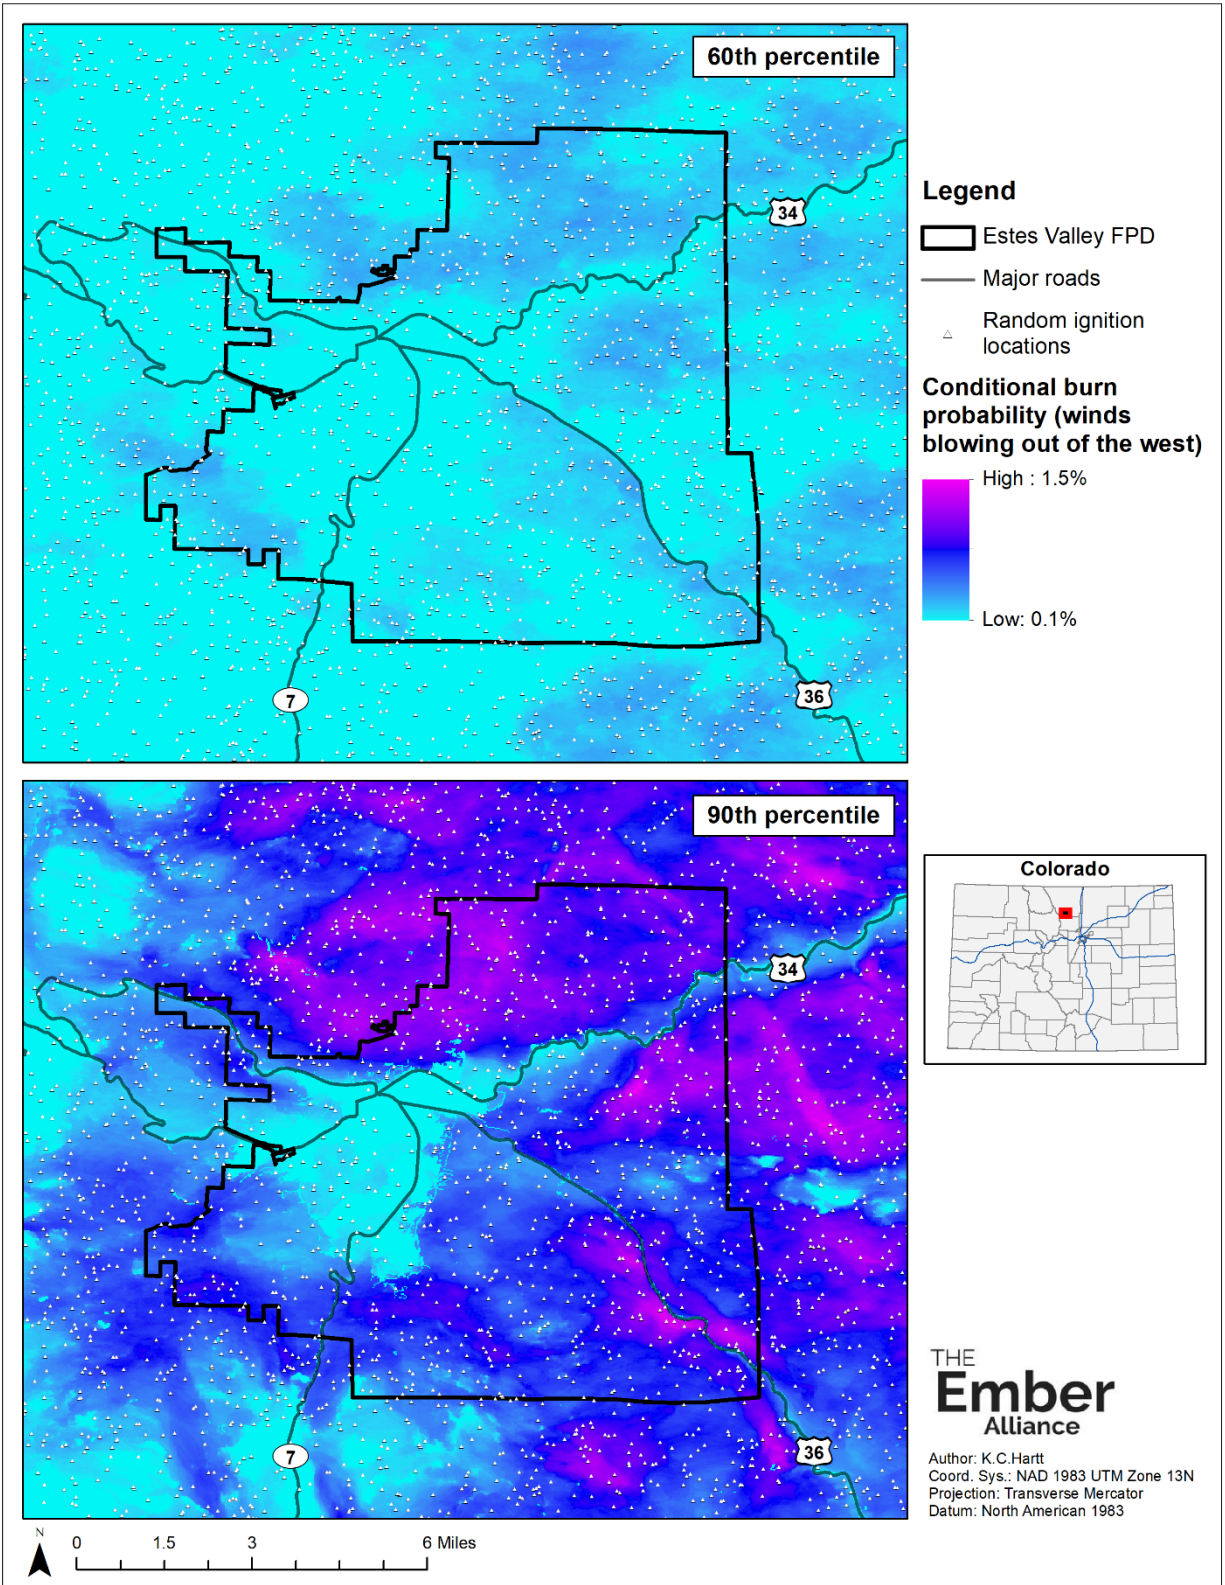 60th percentile
34
7
36
Legend
Estes Valley FPD
Major roads
Random ignition
locations
Conditional burn
probability (winds
blowing out of the west)
High : 1.5%
Low: 0.1%
90th percentile
34
7
36
Colorado
THE
Ember
Alliance
Author: K.C.Hartt
Coord. Sys.: NAD 1983 UTM Zone 13N
Projection: Transverse Mercator
Datum: North American 1983
N
0 1.5 3 6 Miles